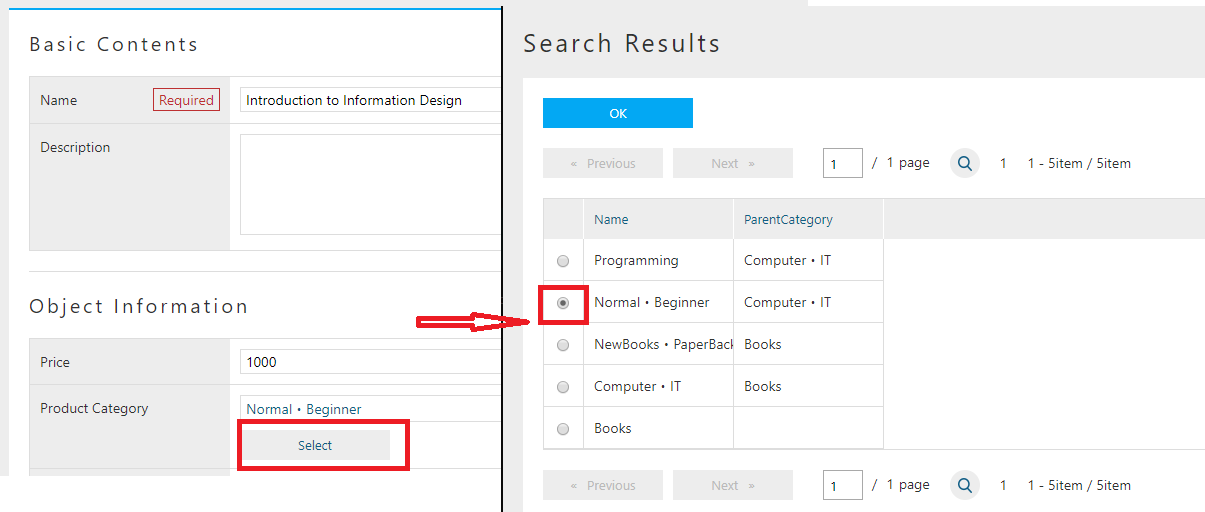 Basic Contents
Name Required Introduction to Information Design
Description
Object Information
Price 1000
Product Category Normal・Beginner
Select
Search Results
OK
« Previous Next » 1 / 1 page 1 1 - 5item / 5item
Name ParentCategory
Programming Computer・IT
Normal・Beginner Computer・IT
NewBooks・PaperBack Books
Computer・IT Books
Books
« Previous Next » 1 / 1 page 1 1 - 5item / 5item